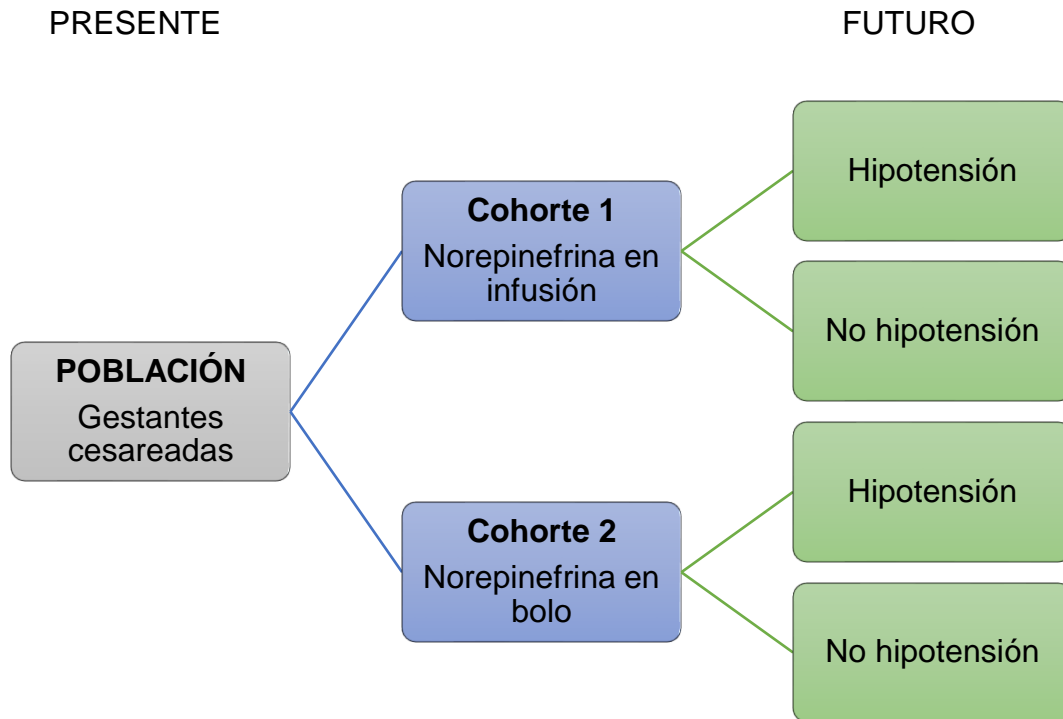 PRESENTE
FUTURO
POBLACIÓN
Gestantes
cesareadas
Cohorte 1
Norepinefrina en
infusión
Hipotensión
No hipotensión
Cohorte 2
Norepinefrina en
bolo
Hipotensión
No hipotensión